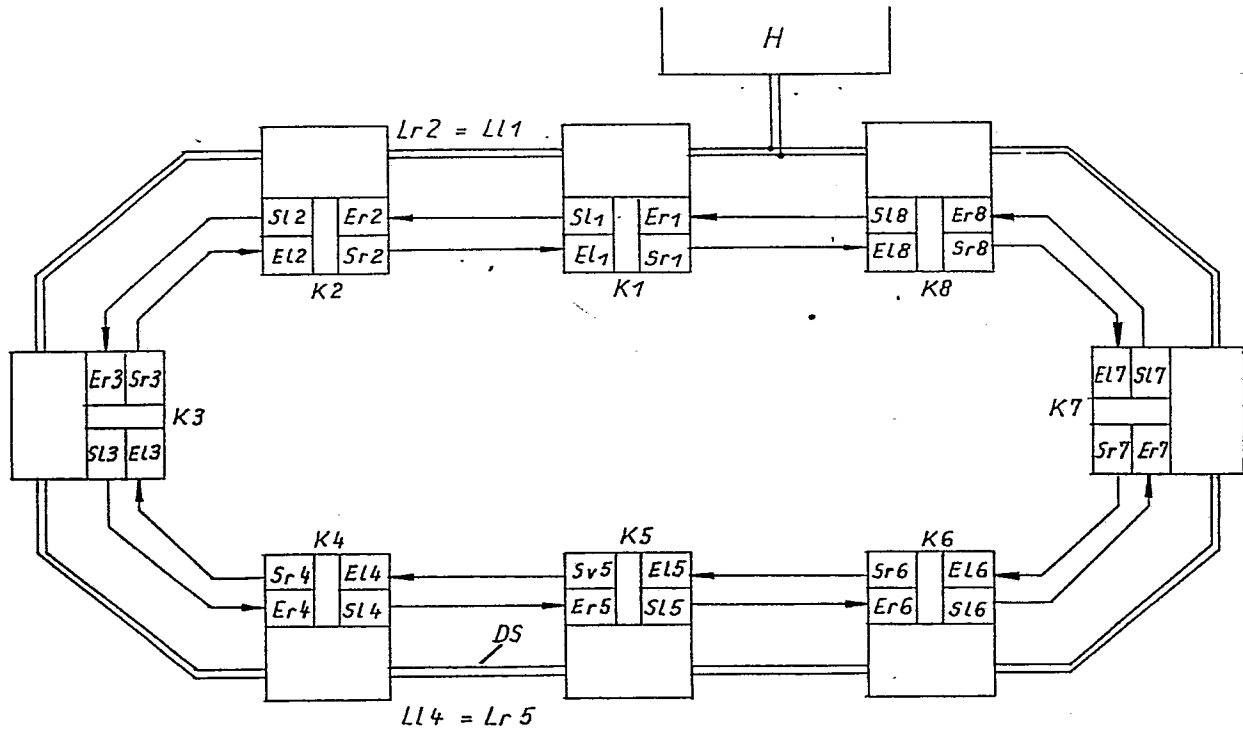 H
Lr2 = Ll1
Sl2 Er2
El2 Sr2
K2
Sl1 Er1
El1 Sr1
K1
Sl8 Er8
El8 Sr8
K8
Er3 Sr3
K3
Sl3 El3
El7 Sl7
K7
Sr7 Er7
K4
Sr4 El4
Er4 Sl4
K5
Sv5 El5
Er5 Sl5
K6
Sr6 El6
Er6 Sl6
DS
Ll4 = Lr5